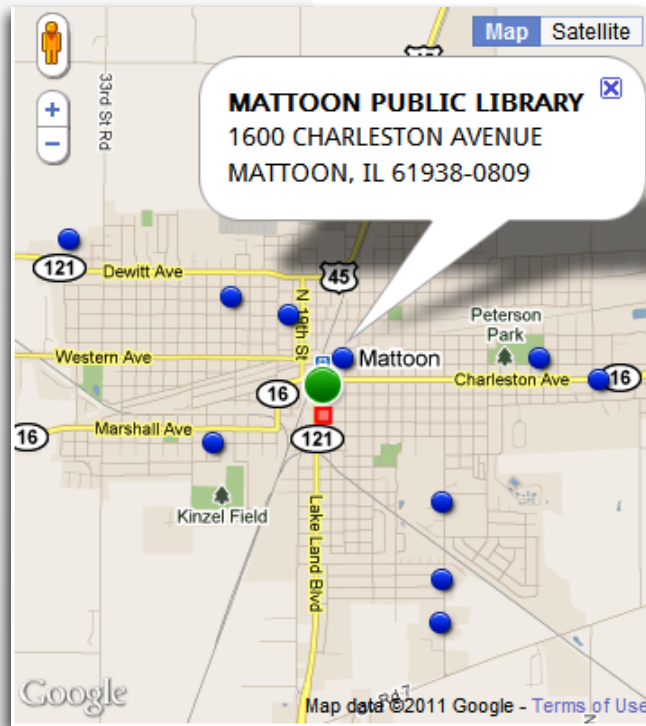 Map Satellite
33rd St Rd
MATTOON PUBLIC LIBRARY
1600 CHARLESTON AVENUE
MATTOON, IL 61938-0809
121
Dewitt Ave
45
N 19th St
Peterson
Park
Western Ave
Mattoon
16
Charleston Ave
16
16
Marshall Ave
121
Kinzel Field
Lake Land Blvd
Google
Map data ©2011 Google - Terms of Use